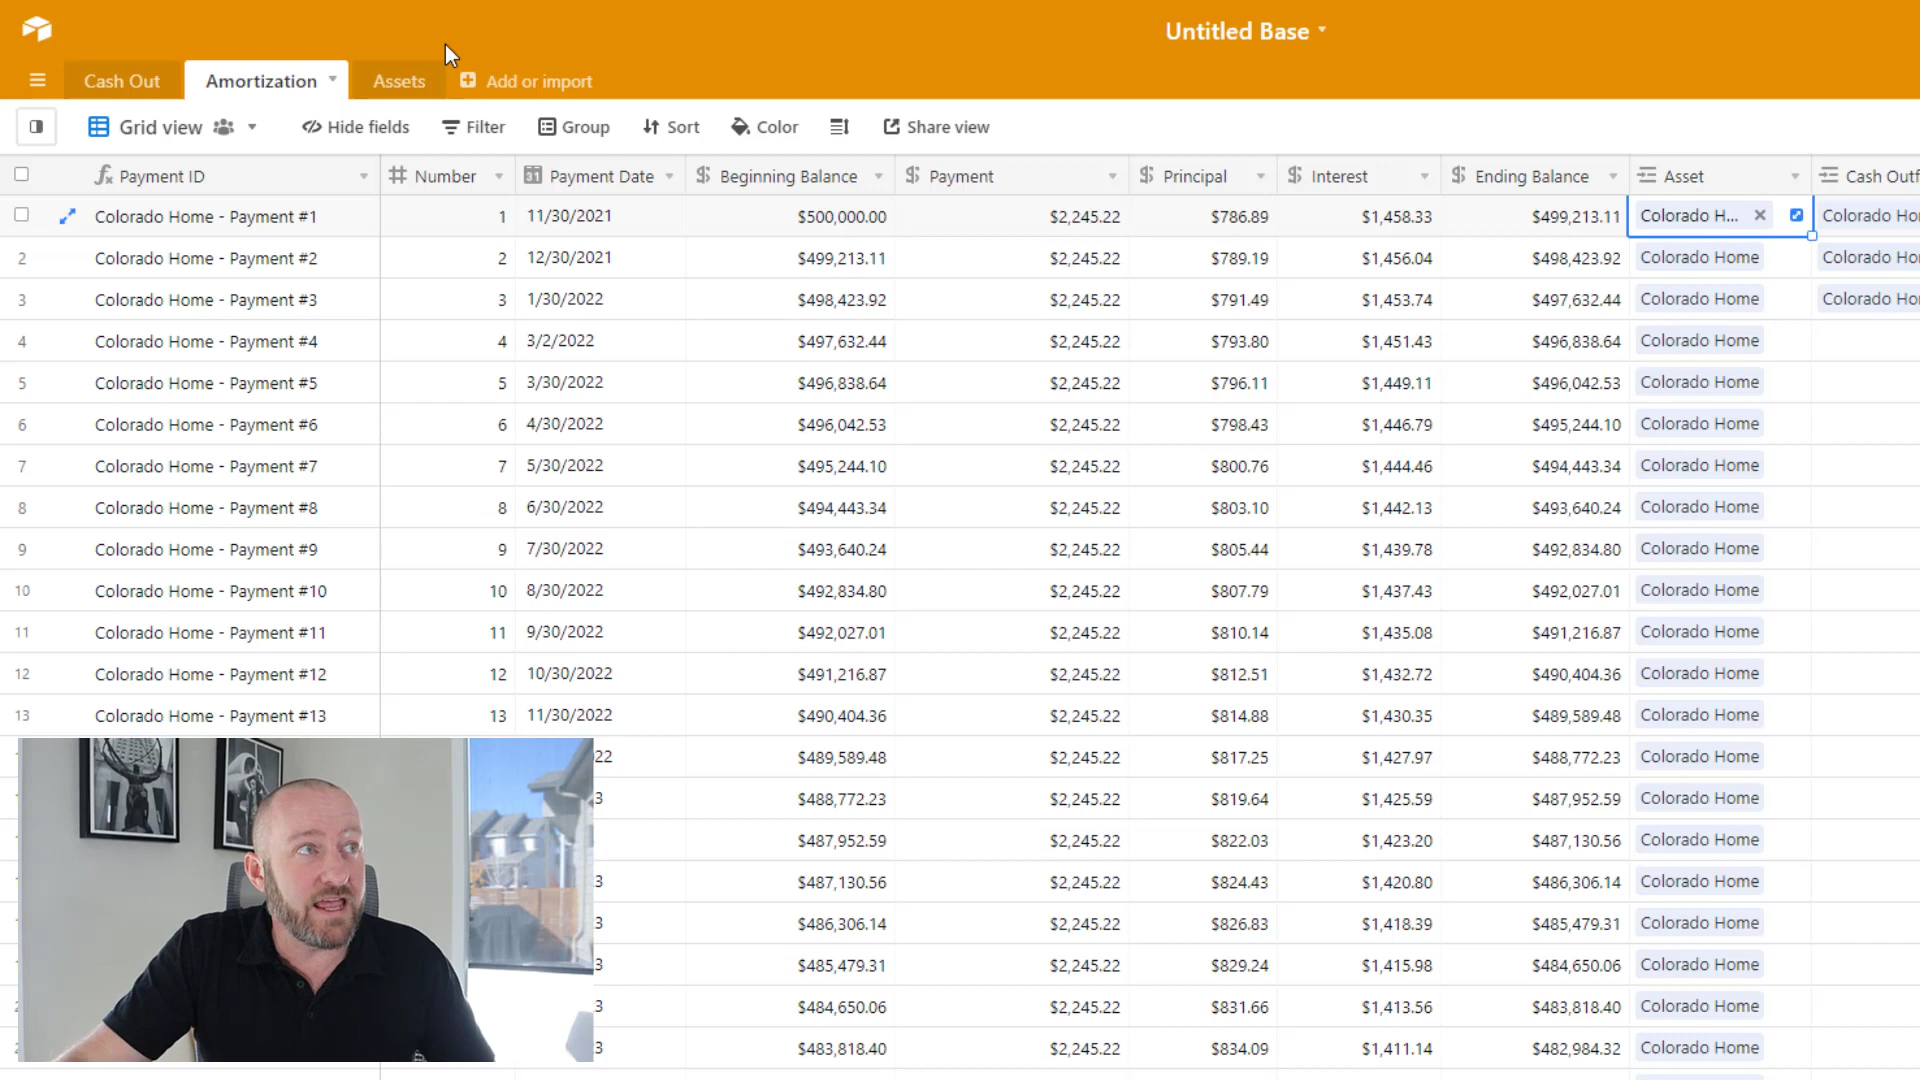 Untitled Base
Cash Out Amortization Assets Add or import
Grid view Hide fields Filter Group Sort Color Share view
Payment ID Number Payment Date Beginning Balance Payment Principal Interest Ending Balance Asset Cash Outf
Colorado Home - Payment #1 1 11/30/2021 $500,000.00 $2,245.22 $786.89 $1,458.33 $499,213.11 Colorado H... Colorado Ho
2 Colorado Home - Payment #2 2 12/30/2021 $499,213.11 $2,245.22 $789.19 $1,456.04 $498,423.92 Colorado Home Colorado Ho
3 Colorado Home - Payment #3 3 1/30/2022 $498,423.92 $2,245.22 $791.49 $1,453.74 $497,632.44 Colorado Home Colorado Ho
4 Colorado Home - Payment #4 4 3/2/2022 $497,632.44 $2,245.22 $793.80 $1,451.43 $496,838.64 Colorado Home
5 Colorado Home - Payment #5 5 3/30/2022 $496,838.64 $2,245.22 $796.11 $1,449.11 $496,042.53 Colorado Home
6 Colorado Home - Payment #6 6 4/30/2022 $496,042.53 $2,245.22 $798.43 $1,446.79 $495,244.10 Colorado Home
7 Colorado Home - Payment #7 7 5/30/2022 $495,244.10 $2,245.22 $800.76 $1,444.46 $494,443.34 Colorado Home
8 Colorado Home - Payment #8 8 6/30/2022 $494,443.34 $2,245.22 $803.10 $1,442.13 $493,640.24 Colorado Home
9 Colorado Home - Payment #9 9 7/30/2022 $493,640.24 $2,245.22 $805.44 $1,439.78 $492,834.80 Colorado Home
10 Colorado Home - Payment #10 10 8/30/2022 $492,834.80 $2,245.22 $807.79 $1,437.43 $492,027.01 Colorado Home
11 Colorado Home - Payment #11 11 9/30/2022 $492,027.01 $2,245.22 $810.14 $1,435.08 $491,216.87 Colorado Home
12 Colorado Home - Payment #12 12 10/30/2022 $491,216.87 $2,245.22 $812.51 $1,432.72 $490,404.36 Colorado Home
13 Colorado Home - Payment #13 13 11/30/2022 $490,404.36 $2,245.22 $814.88 $1,430.35 $489,589.48 Colorado Home
22 $489,589.48 $2,245.22 $817.25 $1,427.97 $488,772.23 Colorado Home
3 $488,772.23 $2,245.22 $819.64 $1,425.59 $487,952.59 Colorado Home
$487,952.59 $2,245.22 $822.03 $1,423.20 $487,130.56 Colorado Home
3 $487,130.56 $2,245.22 $824.43 $1,420.80 $486,306.14 Colorado Home
3 $486,306.14 $2,245.22 $826.83 $1,418.39 $485,479.31 Colorado Home
3 $485,479.31 $2,245.22 $829.24 $1,415.98 $484,650.06 Colorado Home
3 $484,650.06 $2,245.22 $831.66 $1,413.56 $483,818.40 Colorado Home
3 $483,818.40 $2,245.22 $834.09 $1,411.14 $482,984.32 Colorado Home